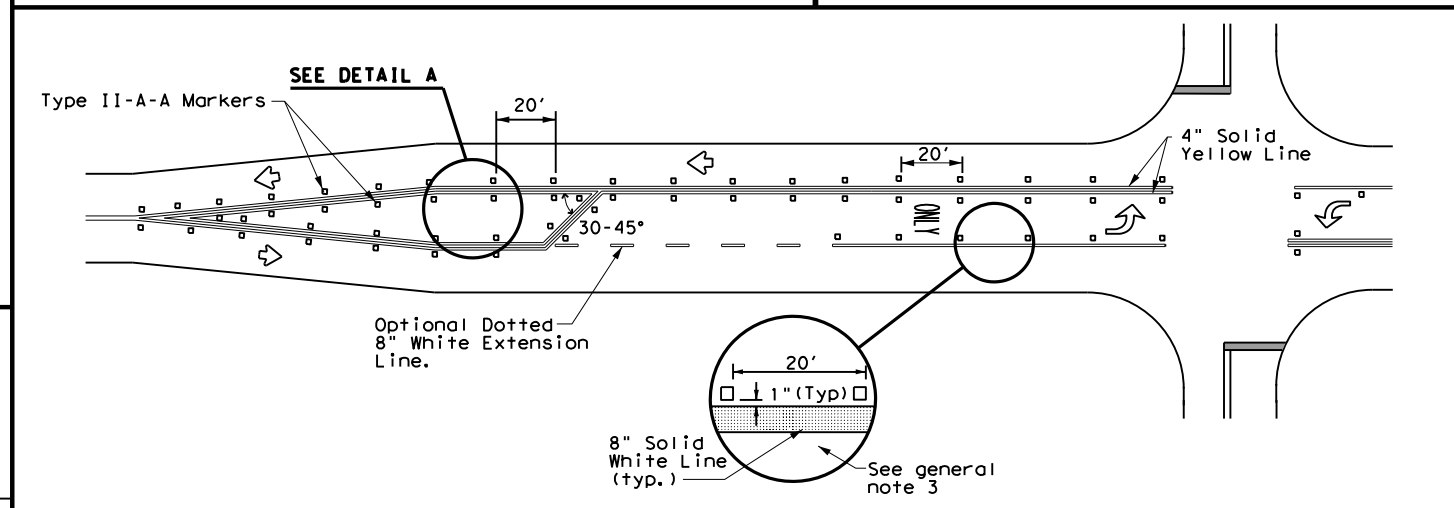 SEE DETAIL A
Type II-A-A Markers
20'
20'
4" Solid
Yellow Line
30-45°
ONLY
Optional Dotted
8" White Extension
Line.
20'
1"(Typ)
8" Solid
White Line
(typ.)
See general
note 3